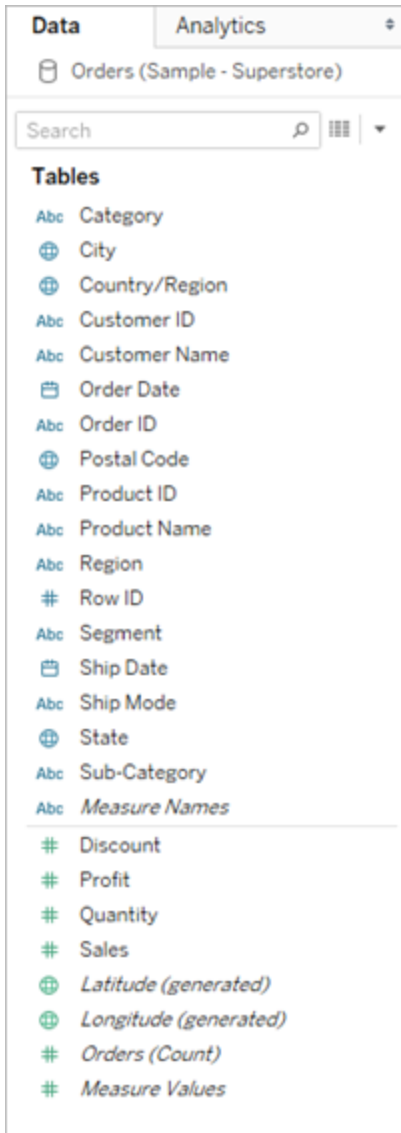 Data Analytics
Orders (Sample - Superstore)
Search
Tables
Abc Category
City
Country/Region
Abc Customer ID
Abc Customer Name
Order Date
Abc Order ID
Postal Code
Abc Product ID
Abc Product Name
Abc Region
# Row ID
Abc Segment
Ship Date
Abc Ship Mode
State
Abc Sub-Category
Abc Measure Names
# Discount
# Profit
# Quantity
# Sales
Latitude (generated)
Longitude (generated)
# Orders (Count)
# Measure Values